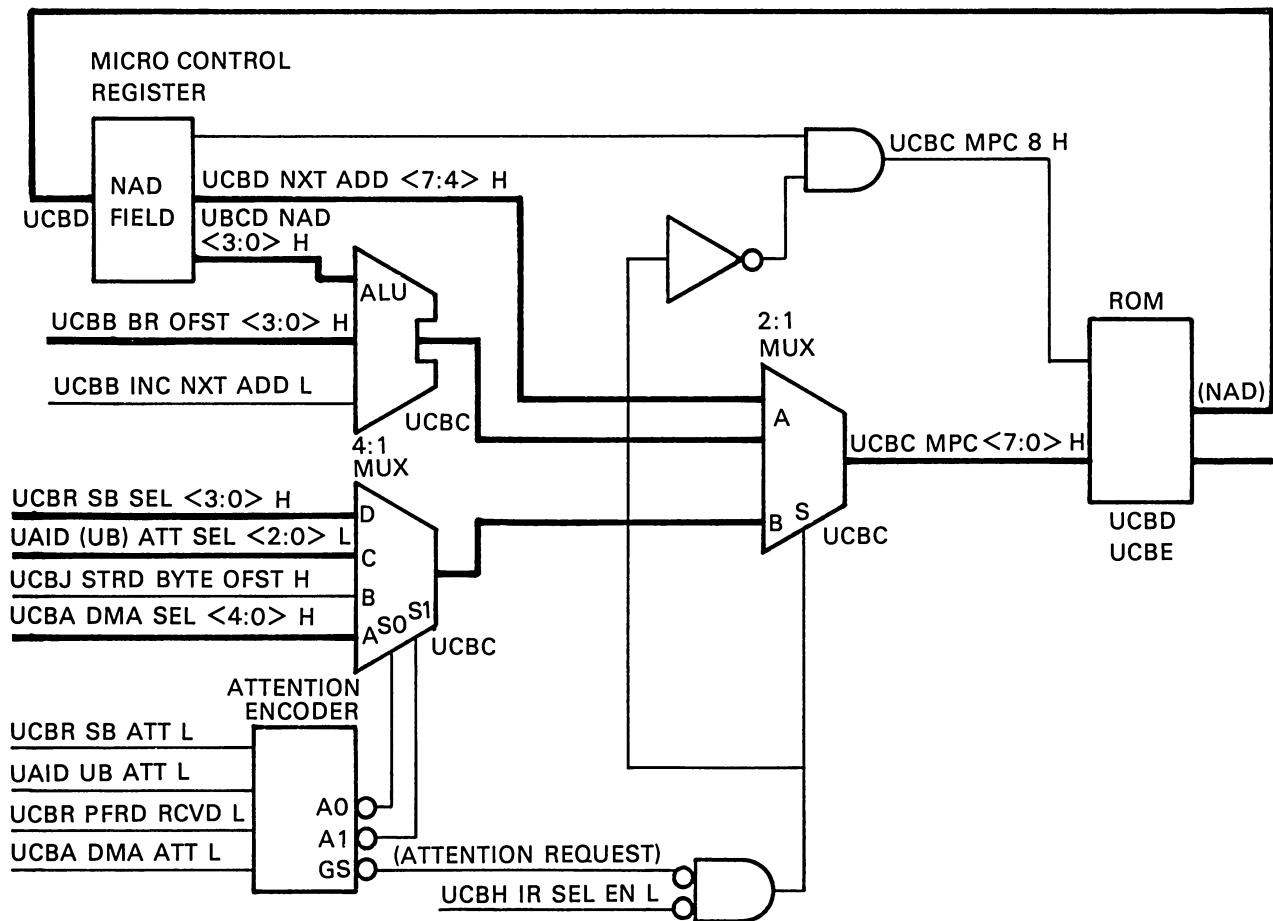 MICRO CONTROL
REGISTER
NAD
FIELD
UCBD
UCBD NXT ADD <7:4> H
UBCD NAD
<3:0> H
UCBC MPC 8 H
ALU
UCBB BR OFST <3:0> H
UCBB INC NXT ADD L
UCBC
2:1
MUX
A
B
S
UCBC
UCBC MPC <7:0> H
ROM
(NAD)
UCBD
UCBE
4:1
MUX
UCBR SB SEL <3:0> H
D
UAID (UB) ATT SEL <2:0> L
C
UCBJ STRD BYTE OFST H
B
UCBA DMA SEL <4:0> H
A
S0
S1
UCBC
ATTENTION
ENCODER
UCBR SB ATT L
UAID UB ATT L
UCBR PFRD RCVD L
UCBA DMA ATT L
A0
A1
GS
(ATTENTION REQUEST)
UCBH IR SEL EN L